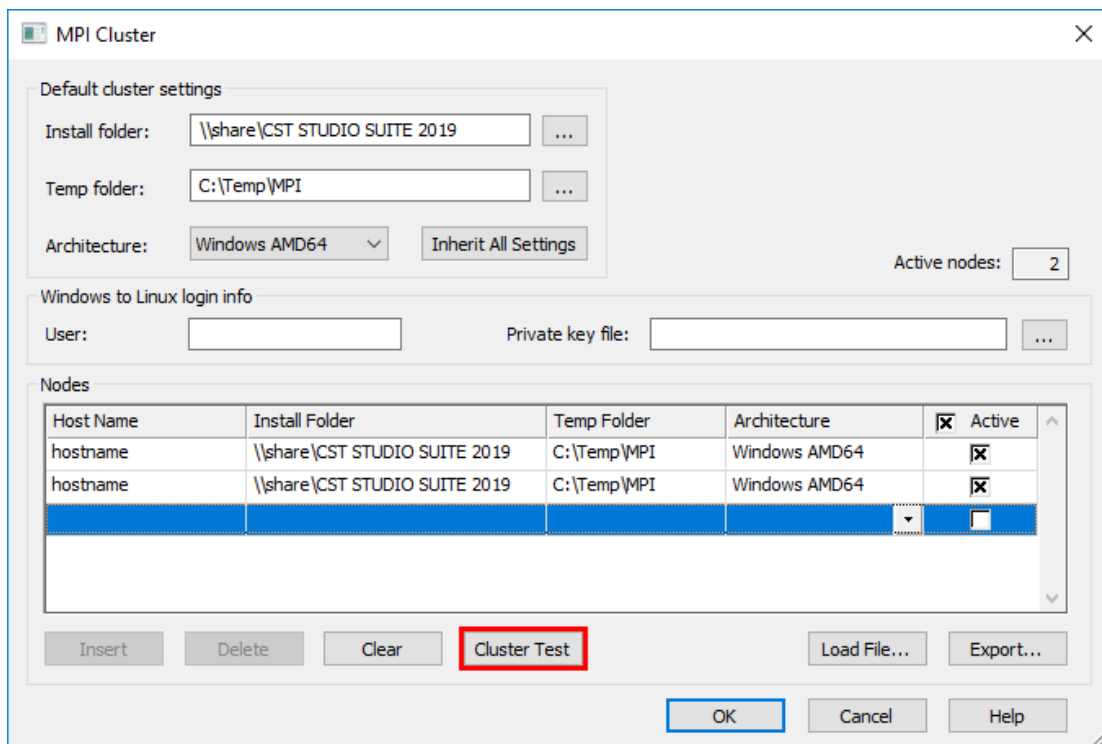 MPI Cluster
Default cluster settings
Install folder: \\share\CST STUDIO SUITE 2019 ...
Temp folder: C:\Temp\MPI ...
Architecture: Windows AMD64 Inherit All Settings
Active nodes: 2
Windows to Linux login info
User: Private key file: ...
Nodes
Host Name Install Folder Temp Folder Architecture Active
hostname \\share\CST STUDIO SUITE 2019 C:\Temp\MPI Windows AMD64
hostname \\share\CST STUDIO SUITE 2019 C:\Temp\MPI Windows AMD64
Insert Delete Clear Cluster Test Load File... Export...
OK Cancel Help